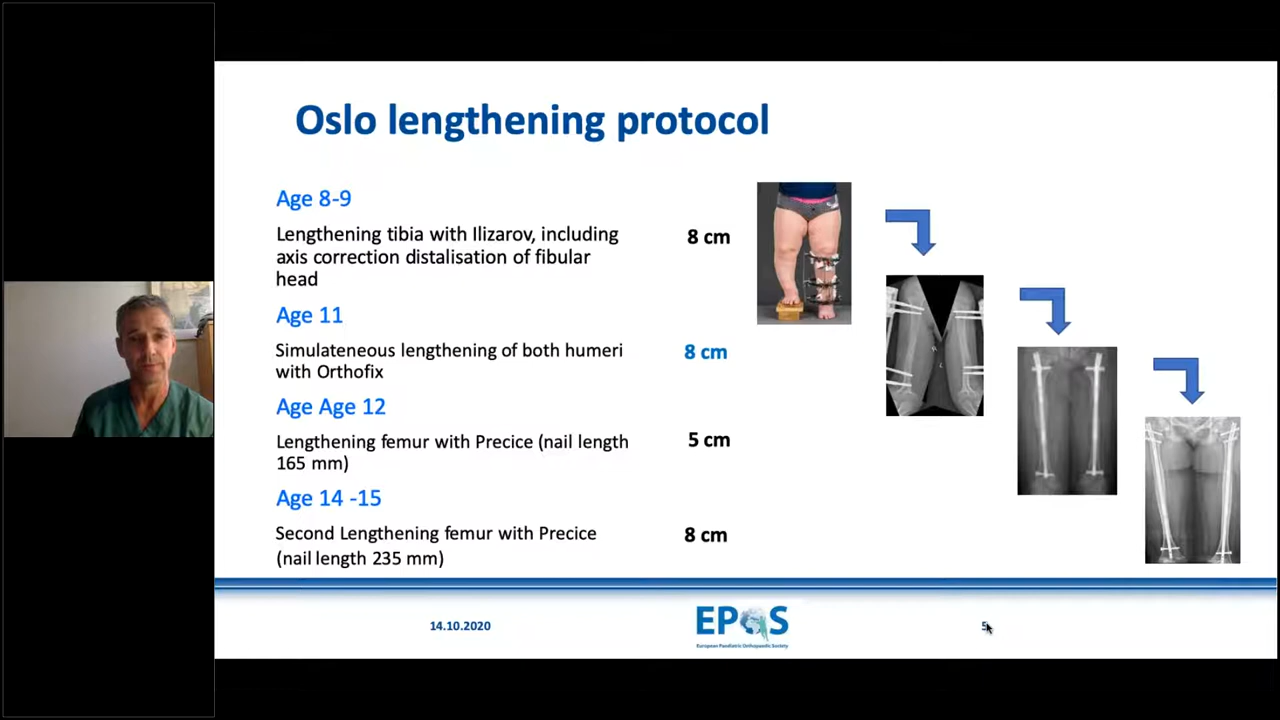 Oslo lengthening protocol
Age 8-9
Lengthening tibia with Ilizarov, including
axis correction distalisation of fibular
head
8 cm
Age 11
Simulateneous lengthening of both humeri
with Orthofix
8 cm
Age Age 12
Lengthening femur with Precice (nail length
165 mm)
5 cm
Age 14 -15
Second Lengthening femur with Precice
(nail length 235 mm)
8 cm
14.10.2020
EPOS
European Paediatric Orthopaedic Society
5